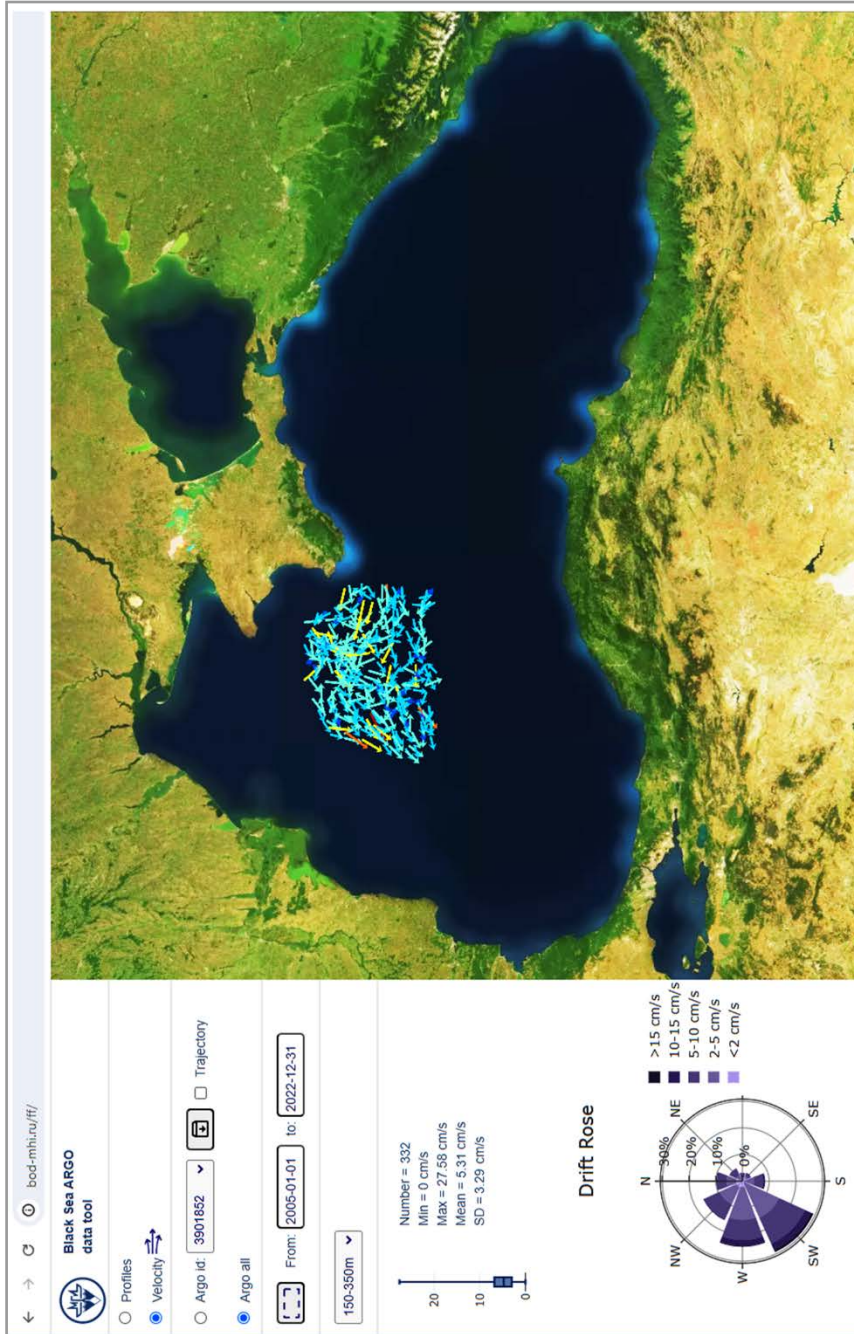 bod-mhi.ru/ff/
Black Sea ARGO
data tool
Profiles
Velocity
Argo id: 3901852
Trajectory
Argo all
From: 2005-01-01 to: 2022-12-31
150-350m
20
10
0
Number = 332
Min = 0 cm/s
Max = 27.58 cm/s
Mean = 5.31 cm/s
SD = 3.29 cm/s
Drift Rose
N
NE
SE
S
SW
W
NW
30%
20%
10%
0%
>15 cm/s
10-15 cm/s
5-10 cm/s
2-5 cm/s
<2 cm/s